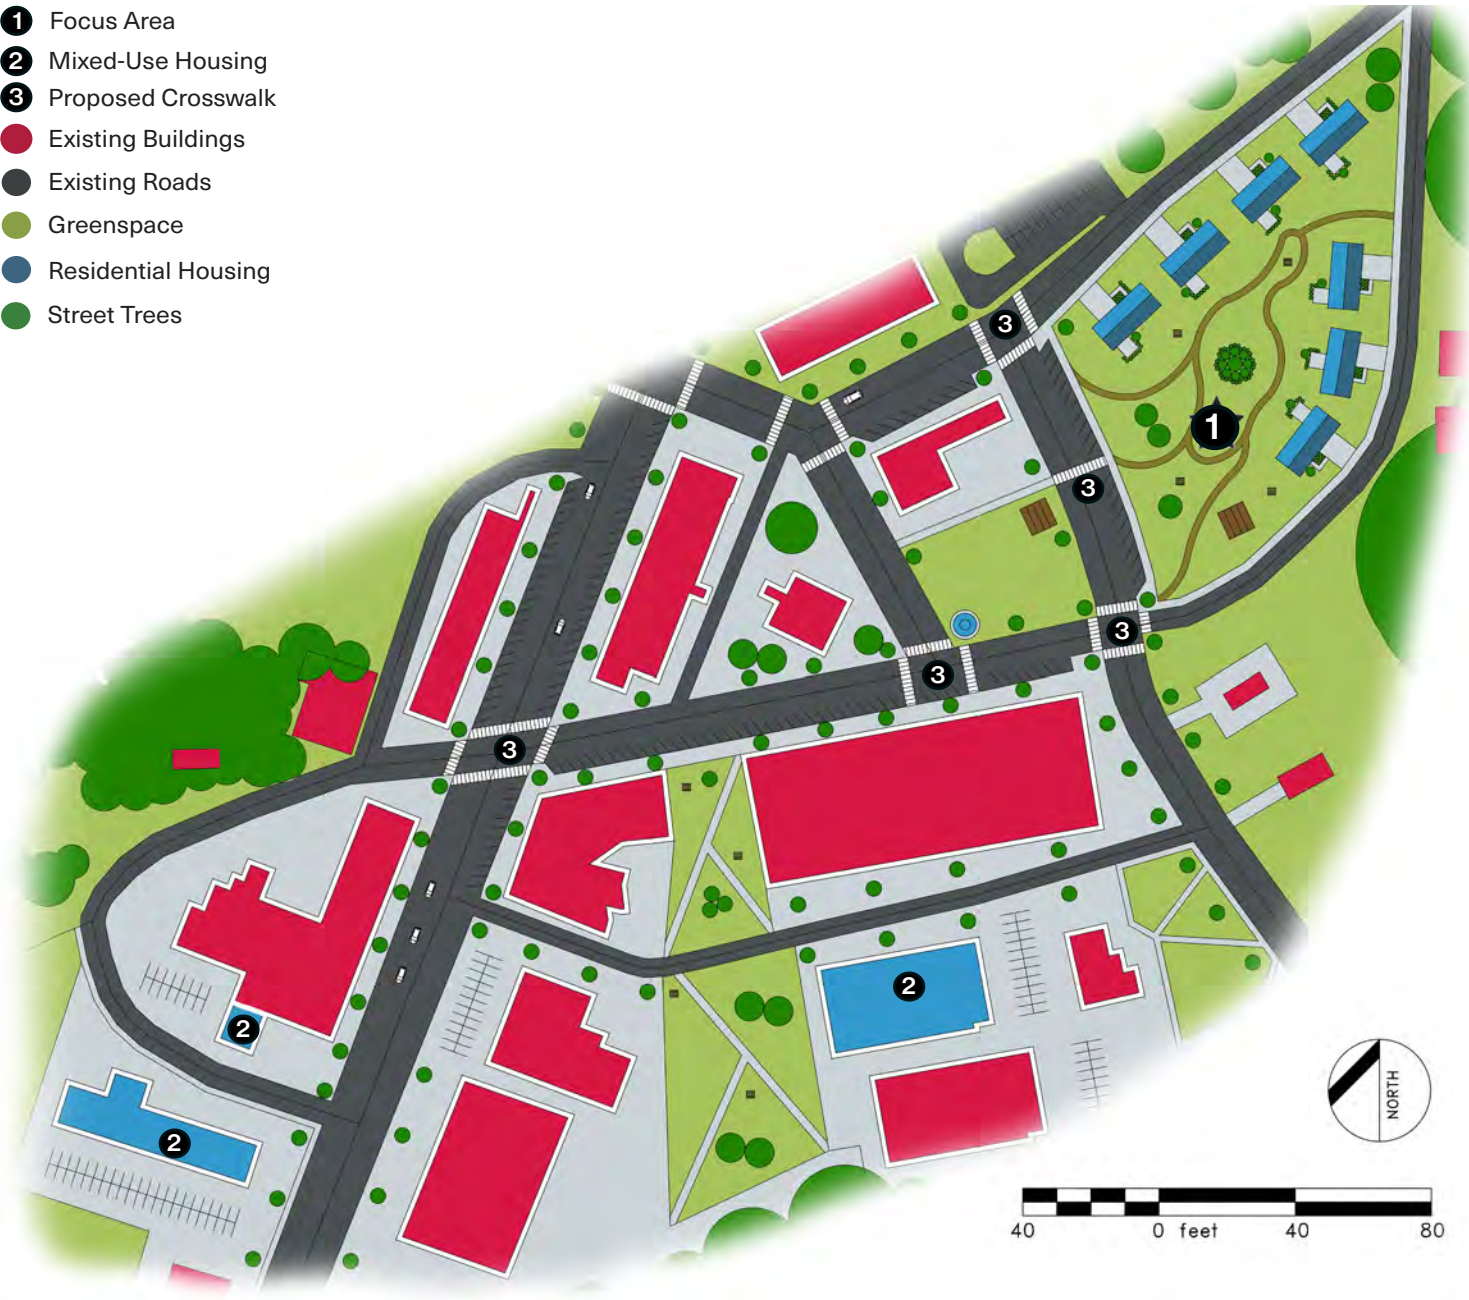 1 Focus Area
2 Mixed-Use Housing
3 Proposed Crosswalk
Existing Buildings
Existing Roads
Greenspace
Residential Housing
Street Trees
3
1
3
3
3
3
2
2
2
NORTH
40 0 feet 40 80